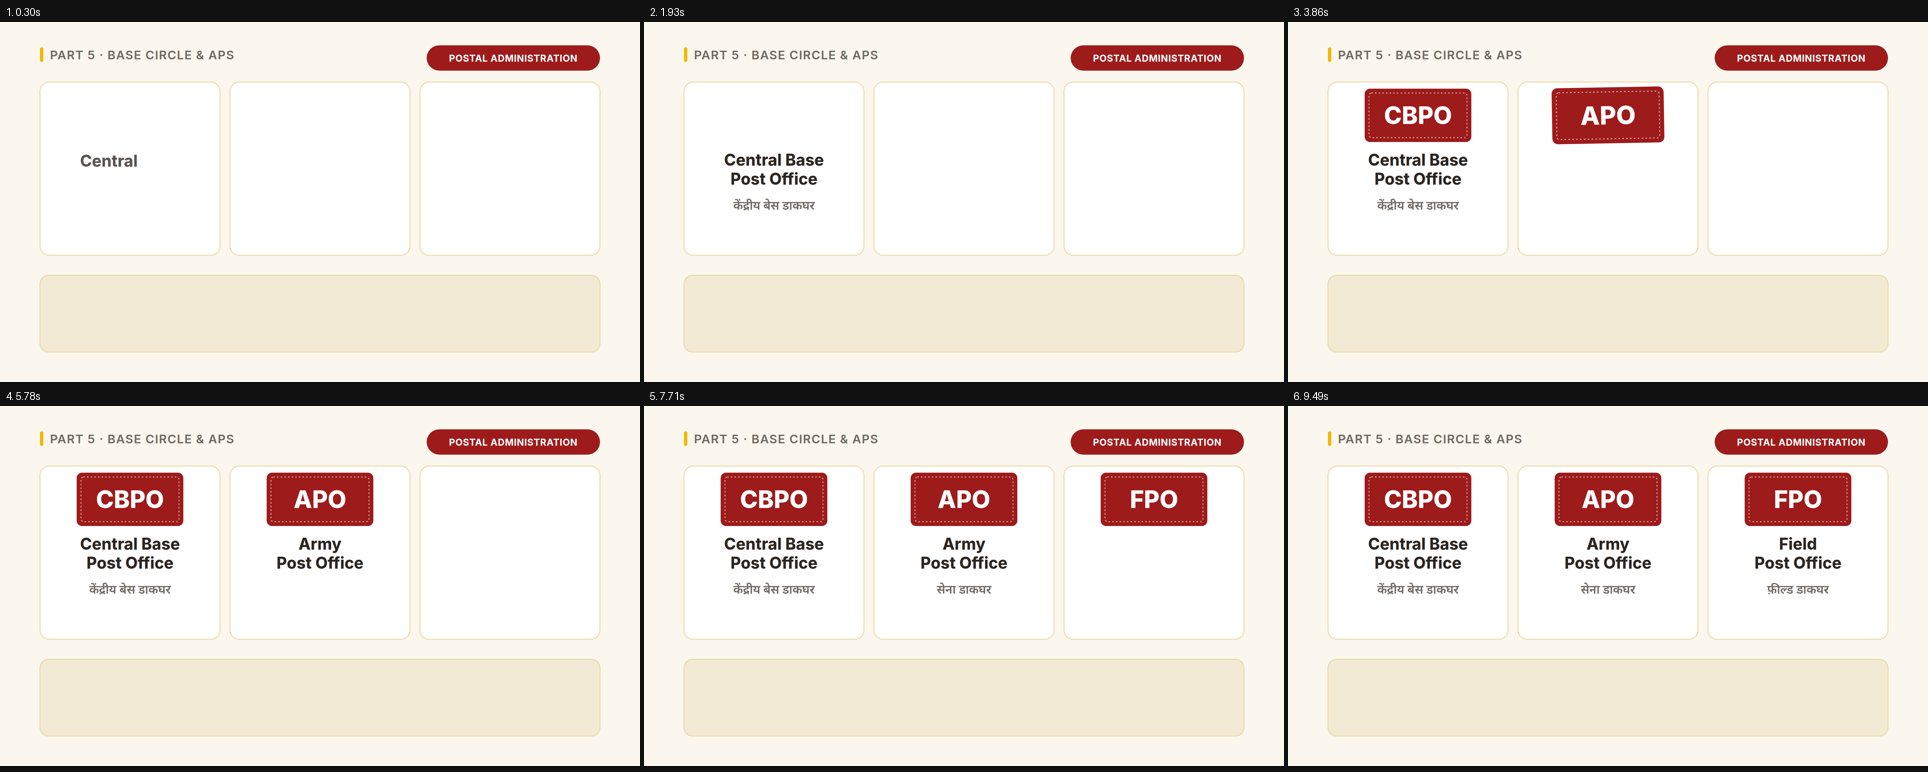 1. 0.30s
PART 5 · BASE CIRCLE & APS
POSTAL ADMINISTRATION
Central
2. 1.93s
PART 5 · BASE CIRCLE & APS
POSTAL ADMINISTRATION
Central Base
Post Office
केंद्रीय बेस डाकघर
3. 3.86s
PART 5 · BASE CIRCLE & APS
POSTAL ADMINISTRATION
CBPO
Central Base
Post Office
केंद्रीय बेस डाकघर
APO
4. 5.78s
PART 5 · BASE CIRCLE & APS
POSTAL ADMINISTRATION
CBPO
Central Base
Post Office
केंद्रीय बेस डाकघर
APO
Army
Post Office
5. 7.71s
PART 5 · BASE CIRCLE & APS
POSTAL ADMINISTRATION
CBPO
Central Base
Post Office
केंद्रीय बेस डाकघर
APO
Army
Post Office
सेना डाकघर
FPO
6. 9.49s
PART 5 · BASE CIRCLE & APS
POSTAL ADMINISTRATION
CBPO
Central Base
Post Office
केंद्रीय बेस डाकघर
APO
Army
Post Office
सेना डाकघर
FPO
Field
Post Office
फ़ील्ड डाकघर